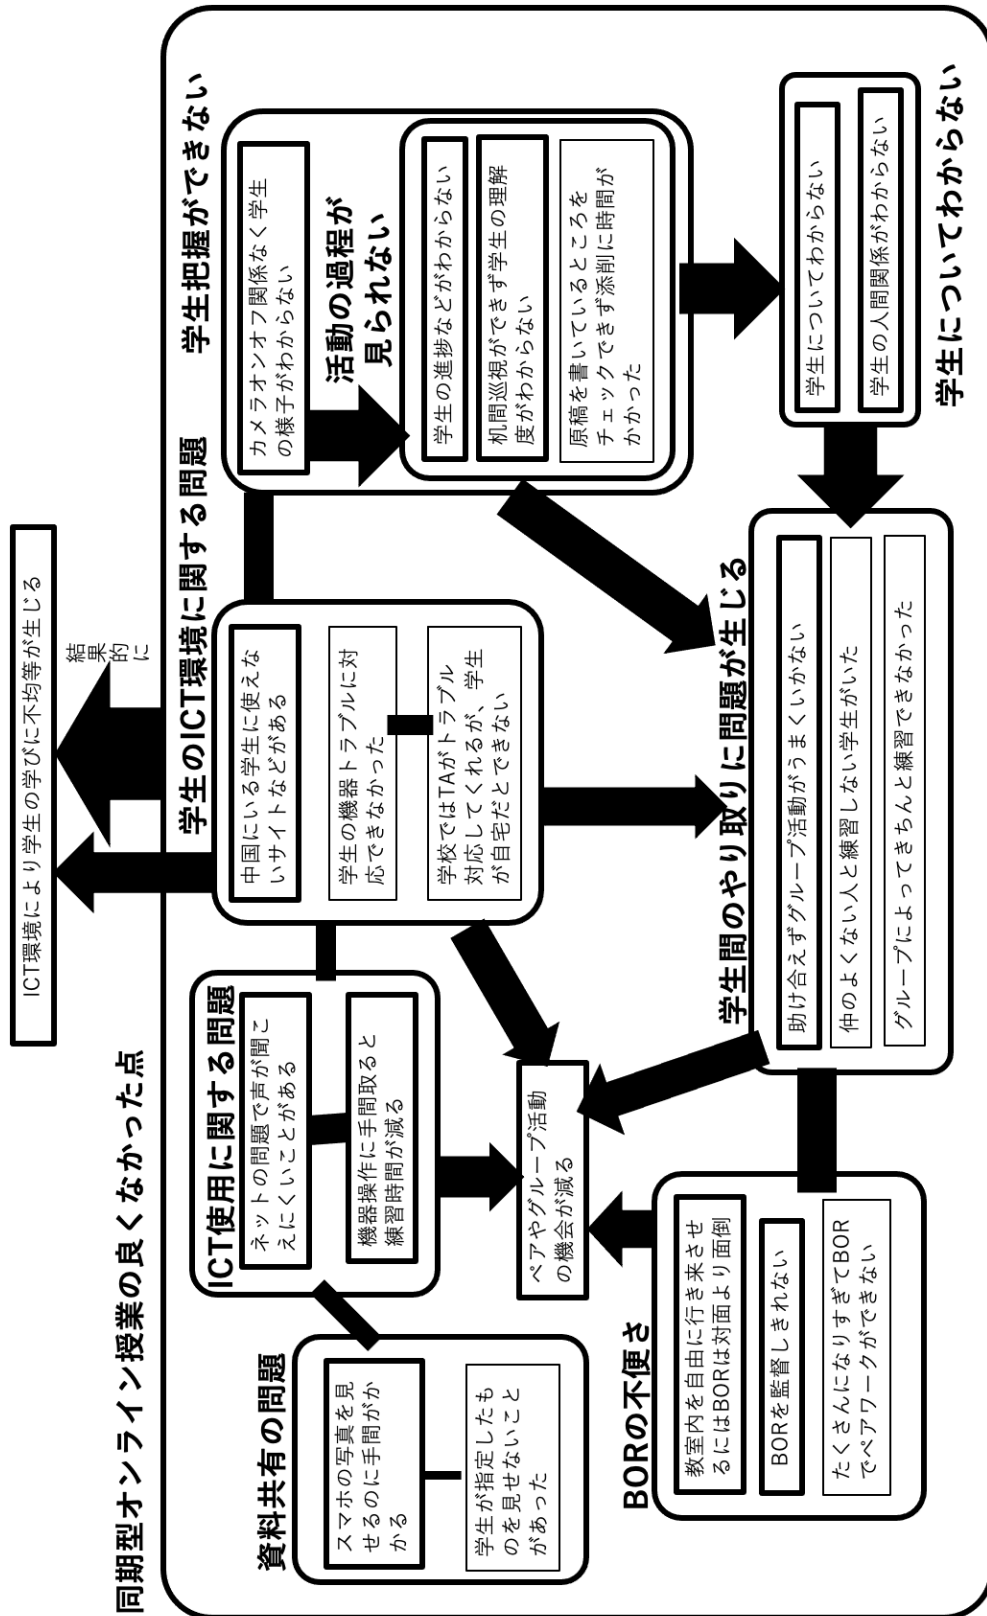 ICT環境により学生の学びに不均等が生じる
結果的に
同期型オンライン授業の良くなかった点
資料共有の問題
スマホの写真を見
せるのに手間がか
かる
学生が指定したも
のを見せないこと
があった
ICT使用に関する問題
ネットの問題で声が聞こ
えにくいことがある
機器操作に手間取ると
練習時間が減る
学生のICT環境に関する問題
中国にいる学生に使えな
いサイトなどがある
学生の機器トラブルに対
応できなかった
学校ではTAがトラブル
対応してくれるが、学生
が自宅だとできない
学生把握ができない
カメラオンオフ関係なく学生
の様子がわからない
活動の過程が
見られない
学生の進捗などがわからない
机間巡視ができず学生の理解
度がわからない
原稿を書いているところを
チェックできず添削に時間が
かかった
ペアやグループ活動
の機会が減る
BORの不便さ
教室内を自由に行き来させ
るにはBORは対面より面倒
BORを監督しきれない
たくさんになりすぎてBOR
でペアワークができない
学生間のやり取りに問題が生じる
助け合えずグループ活動がうまくいかない
仲のよくない人と練習しない学生がいた
グループによってきちんと練習できなかった
学生についてわからない
学生の人間関係がわからない
学生についてわからない